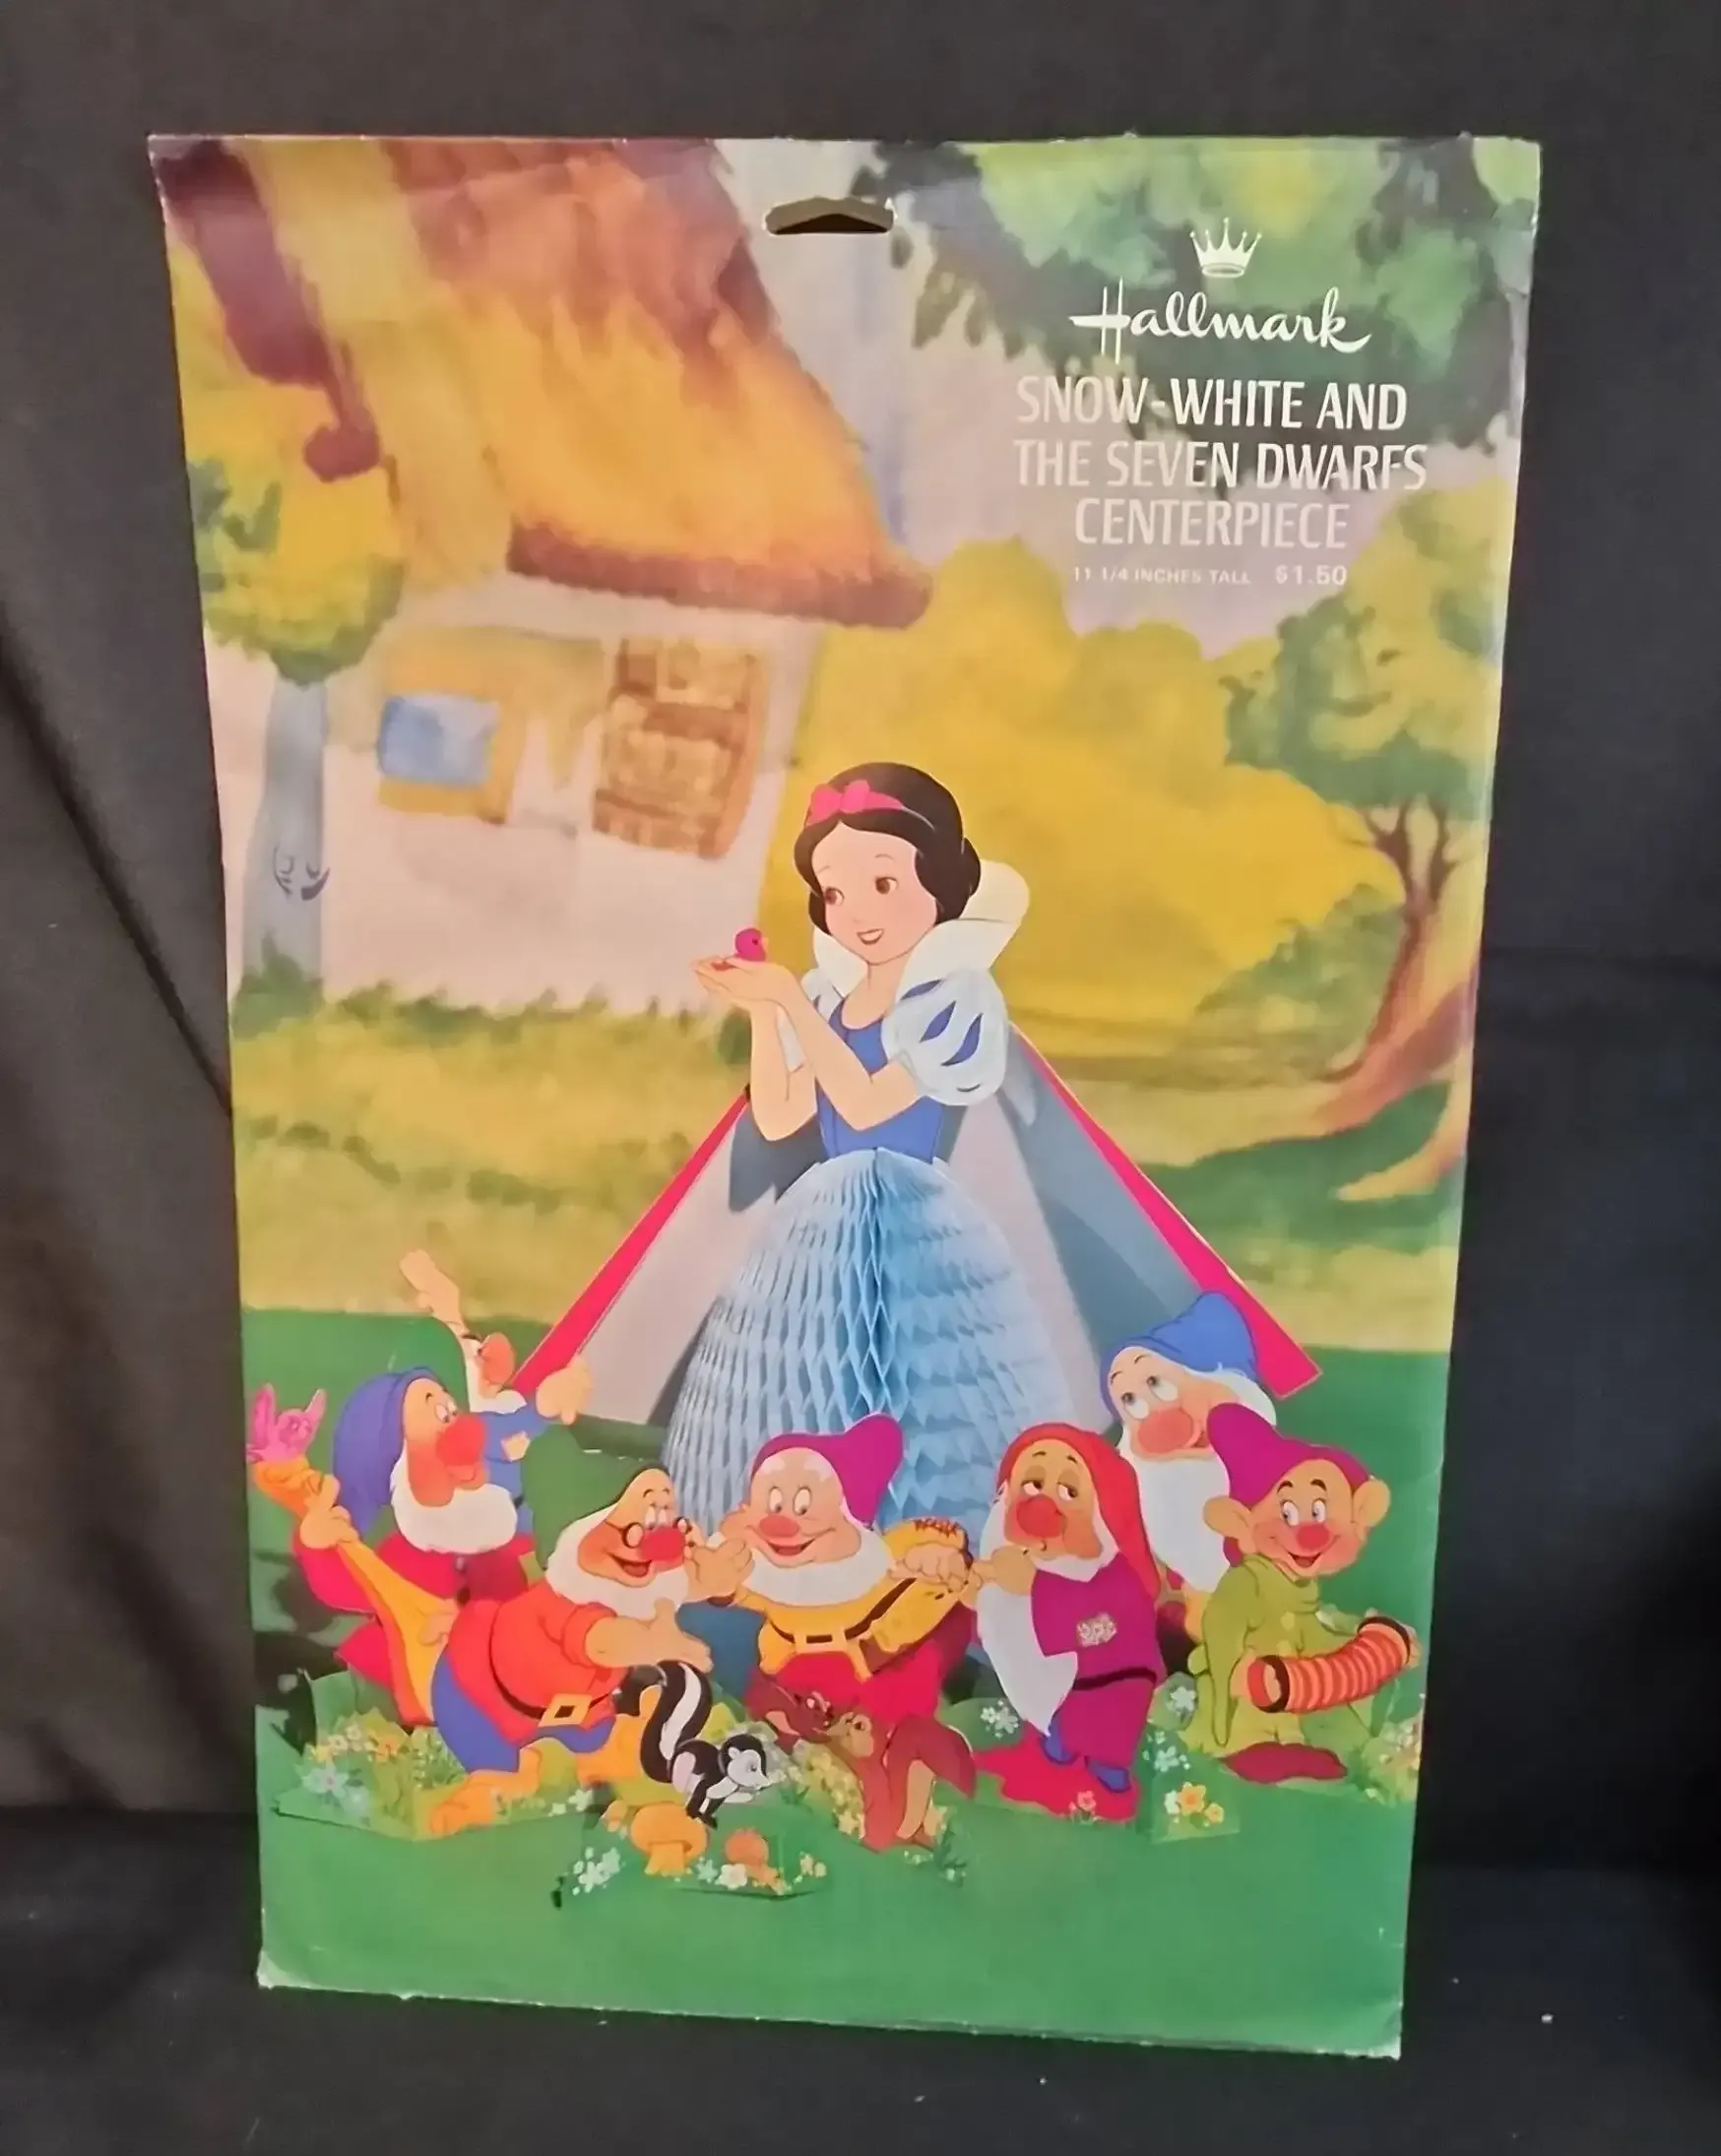 Hallmark
SNOW-WHITE AND
THE SEVEN DWARFS
CENTERPIECE
11 1/4 INCHES TALL $1.50